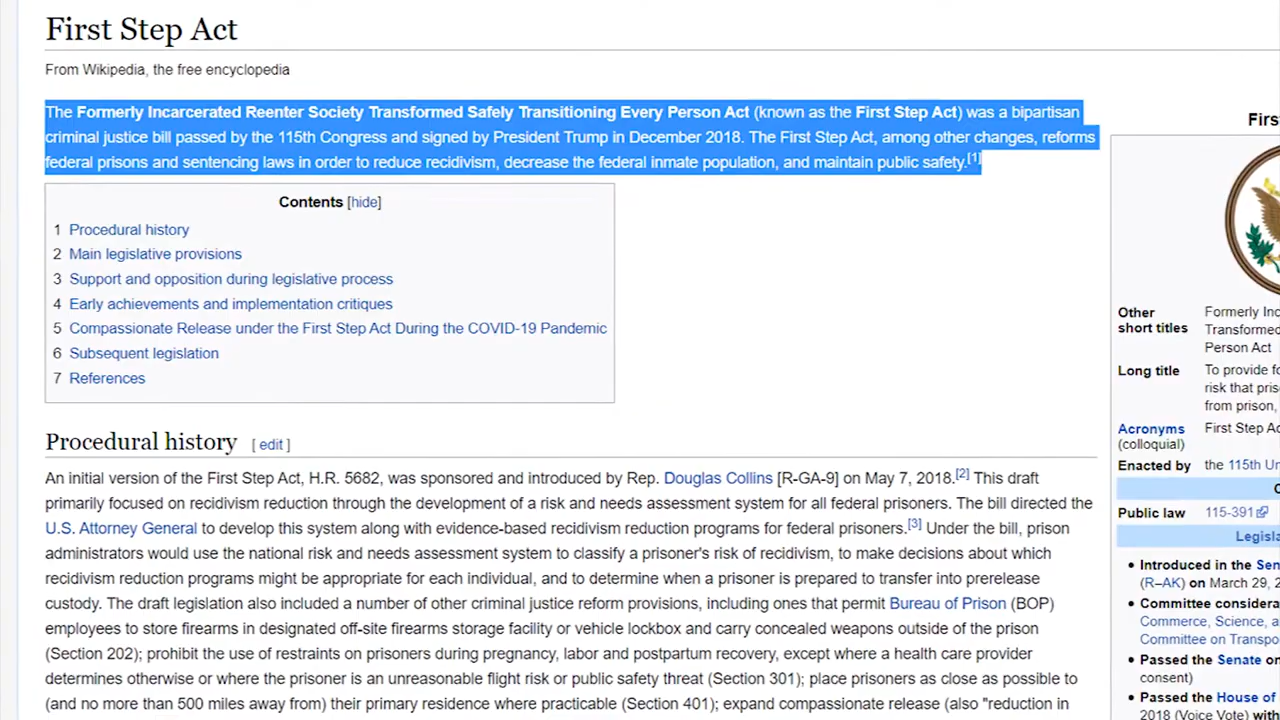 First Step Act
From Wikipedia, the free encyclopedia
The Formerly Incarcerated Reenter Society Transformed Safely Transitioning Every Person Act (known as the First Step Act) was a bipartisan
criminal justice bill passed by the 115th Congress and signed by President Trump in December 2018. The First Step Act, among other changes, reforms
federal prisons and sentencing laws in order to reduce recidivism, decrease the federal inmate population, and maintain public safety.[1]
Contents [hide]
1 Procedural history
2 Main legislative provisions
3 Support and opposition during legislative process
4 Early achievements and implementation critiques
5 Compassionate Release under the First Step Act During the COVID-19 Pandemic
6 Subsequent legislation
7 References
Procedural history [ edit ]
An initial version of the First Step Act, H.R. 5682, was sponsored and introduced by Rep. Douglas Collins [R-GA-9] on May 7, 2018.[2] This draft
primarily focused on recidivism reduction through the development of a risk and needs assessment system for all federal prisoners. The bill directed the
U.S. Attorney General to develop this system along with evidence-based recidivism reduction programs for federal prisoners.[3] Under the bill, prison
administrators would use the national risk and needs assessment system to classify a prisoner's risk of recidivism, to make decisions about which
recidivism reduction programs might be appropriate for each individual, and to determine when a prisoner is prepared to transfer into prerelease
custody. The draft legislation also included a number of other criminal justice reform provisions, including ones that permit Bureau of Prison (BOP)
employees to store firearms in designated off-site firearms storage facility or vehicle lockbox and carry concealed weapons outside of the prison
(Section 202); prohibit the use of restraints on prisoners during pregnancy, labor and postpartum recovery, except where a health care provider
determines otherwise or where the prisoner is an unreasonable flight risk or public safety threat (Section 301); place prisoners as close as possible to
(and no more than 500 miles away from) their primary residence where practicable (Section 401); expand compassionate release (also "reduction in
Firs
Other short titles
Formerly Inc
Transformed
Person Act
Long title
To provide fo
risk that pris
from prison,
Acronyms (colloquial)
First Step Ac
Enacted by
the 115th Un
Public law
115-391
Legisla
• Introduced in the Sen
(R–AK) on March 29, 2
• Committee considera
Commerce, Science, a
Committee on Transpo
• Passed the Senate on
consent)
• Passed the House of
2018 (Voice Vote) with